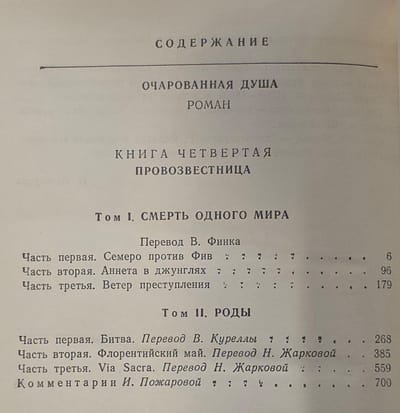 СОДЕРЖАНИЕ
ОЧАРОВАННАЯ ДУША
РОМАН
КНИГА ЧЕТВЕРТАЯ
ПРОВОЗВЕСТНИЦА
Том I. СМЕРТЬ ОДНОГО МИРА
Перевод В. Финка
Часть первая. Семеро против Фив . . . . . . . . . . 6
Часть вторая. Аннета в джунглях . . . . . . . . . . 96
Часть третья. Ветер преступления . . . . . . . . . . 179
Том II. РОДЫ
Часть первая. Битва. Перевод В. Куреллы . . . . . . . 268
Часть вторая. Флорентийский май. Перевод Н. Жарковой . . 385
Часть третья. Via Sacra. Перевод Н. Жарковой . . . . . 559
Комментарии И. Пожаровой . . . . . . . . . . 700